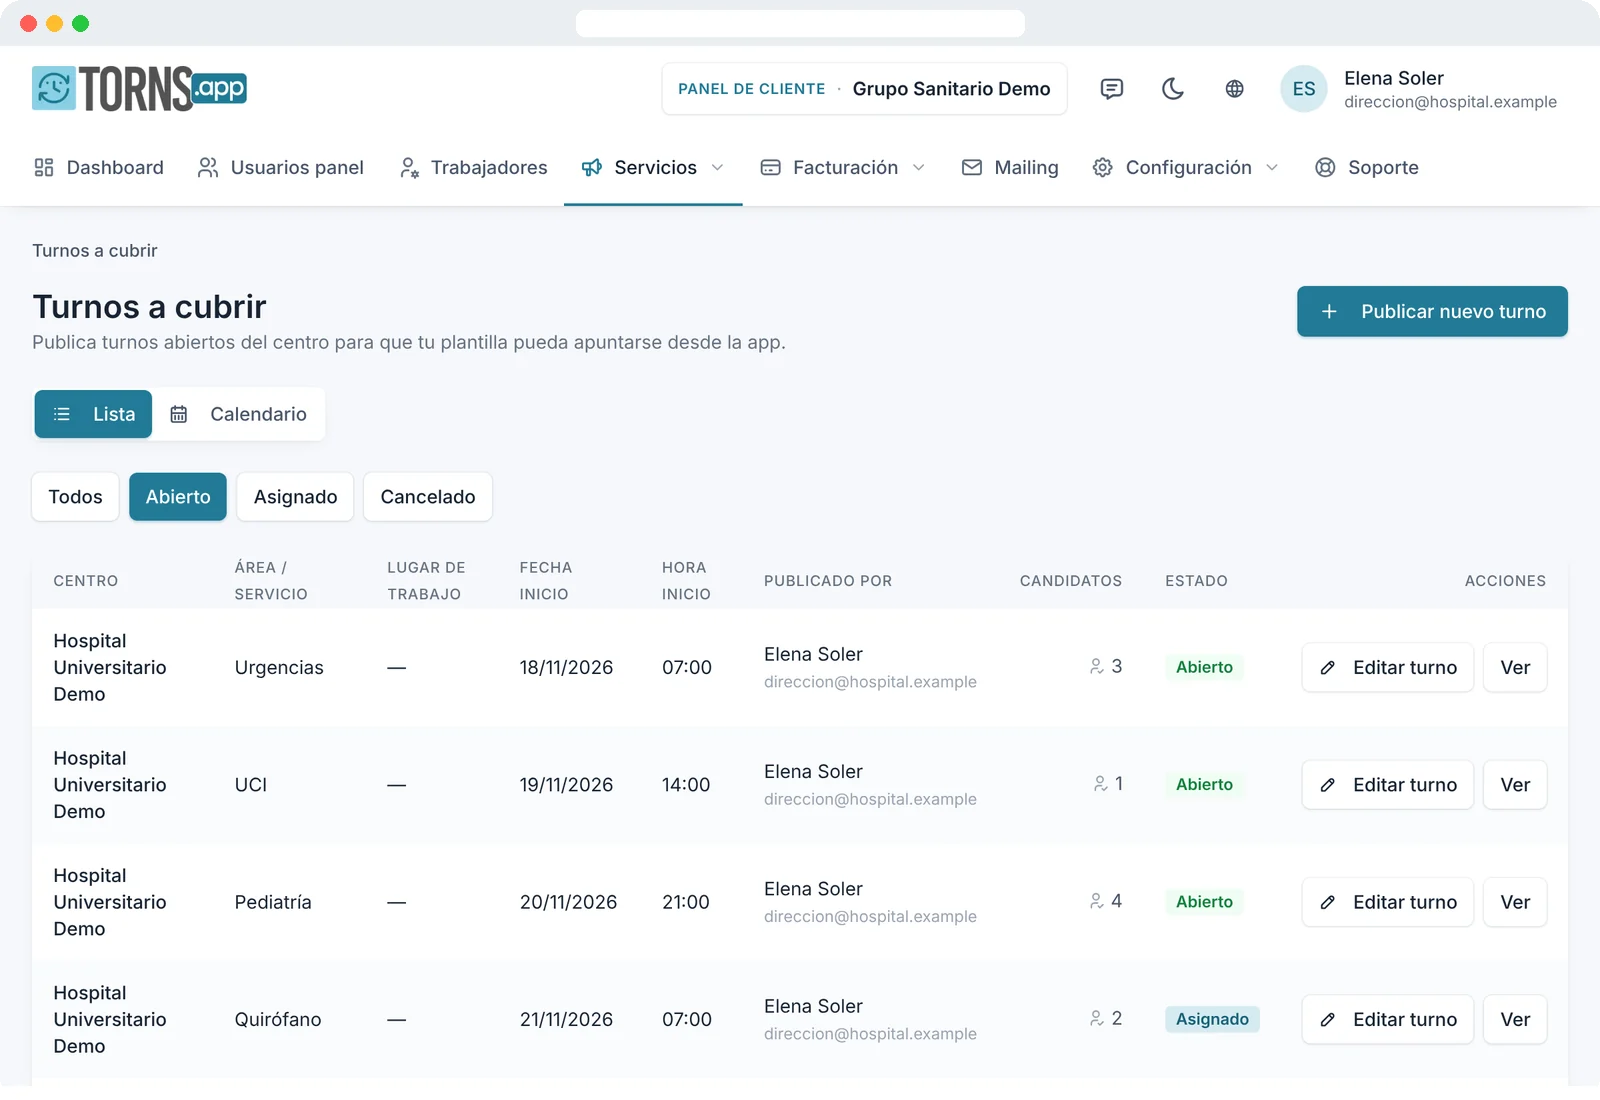 TORNS.app
PANEL DE CLIENTE · Grupo Sanitario Demo
ES
Elena Soler
direccion@hospital.example
Dashboard
Usuarios panel
Trabajadores
Servicios
Facturación
Mailing
Configuración
Soporte
Turnos a cubrir
Turnos a cubrir
Publica turnos abiertos del centro para que tu plantilla pueda apuntarse desde la app.
+ Publicar nuevo turno
Lista
Calendario
Todos
Abierto
Asignado
Cancelado
CENTRO
ÁREA /
SERVICIO
LUGAR DE
TRABAJO
FECHA
INICIO
HORA
INICIO
PUBLICADO POR
CANDIDATOS
ESTADO
ACCIONES
Hospital
Universitario
Demo
Urgencias
—
18/11/2026
07:00
Elena Soler
direccion@hospital.example
3
Abierto
Editar turno
Ver
Hospital
Universitario
Demo
UCI
—
19/11/2026
14:00
Elena Soler
direccion@hospital.example
1
Abierto
Editar turno
Ver
Hospital
Universitario
Demo
Pediatría
—
20/11/2026
21:00
Elena Soler
direccion@hospital.example
4
Abierto
Editar turno
Ver
Hospital
Universitario
Demo
Quirófano
—
21/11/2026
07:00
Elena Soler
direccion@hospital.example
2
Asignado
Editar turno
Ver